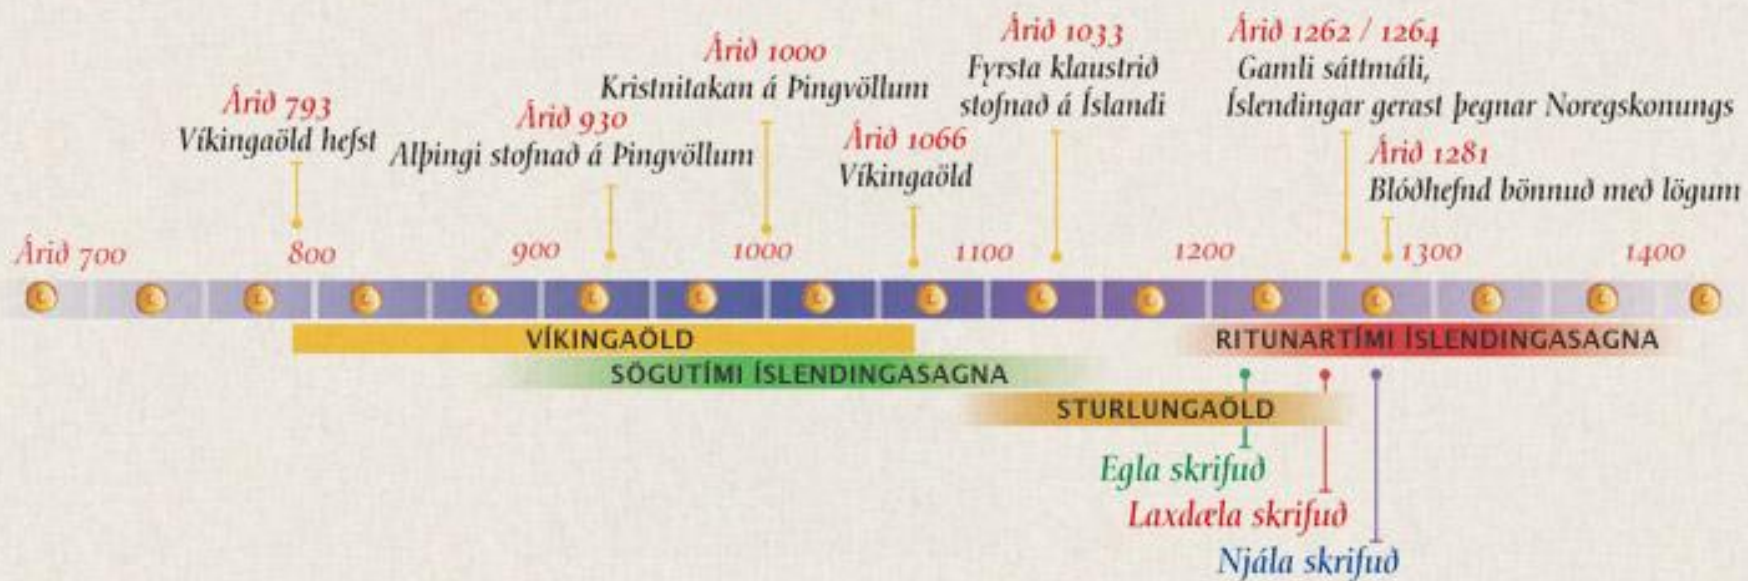 Árið 793
Víkingaöld hefst
Árið 930
Alþingi stofnað á Þingvöllum
Árið 1000
Kristnitakan á Þingvöllum
Árið 1066
Víkingaöld
Árið 1033
Fyrsta klaustrið
stofnað á Íslandi
Árið 1262 / 1264
Gamli sáttmáli,
Íslendingar gerast þegnar Noregskonungs
Árið 1281
Blóðhefnd bönnuð með lögum
Árið 700 800 900 1000 1100 1200 1300 1400
VÍKINGAÖLD
RITUNARTÍMI ÍSLENDINGASAGNA
SÖGUTÍMI ÍSLENDINGASAGNA
STURLUNGAÖLD
Egla skrifuð
Laxdæla skrifuð
Njála skrifuð